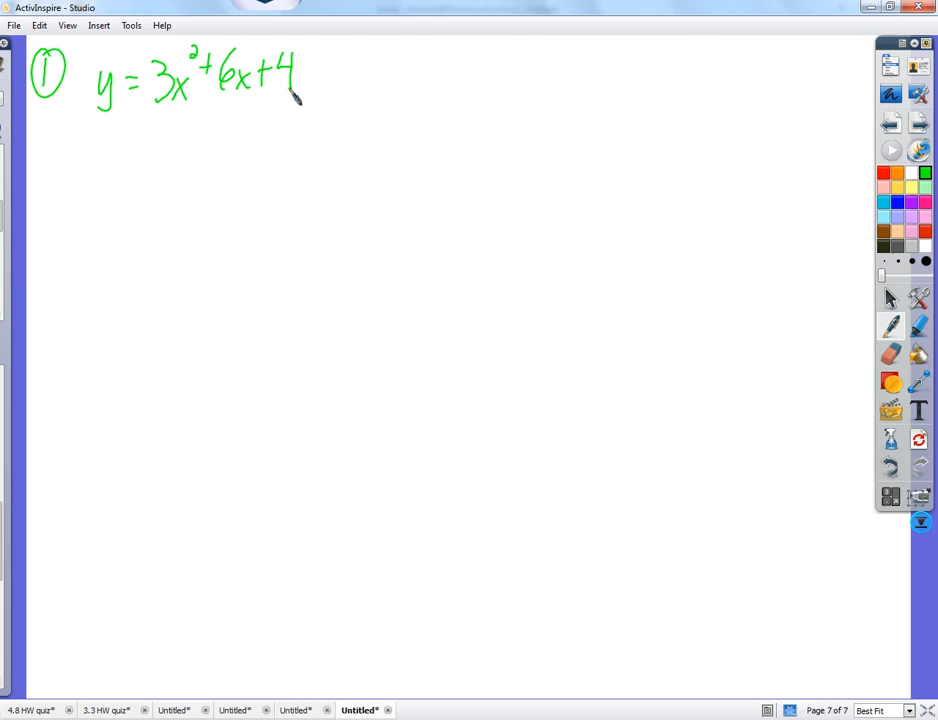 ActivInspire - Studio
File Edit View Insert Tools Help
① y = 3x² + 6x + 4
4.8 HW quiz* 3.3 HW quiz* Untitled* Untitled* Untitled* Untitled* Page 7 of 7 Best Fit